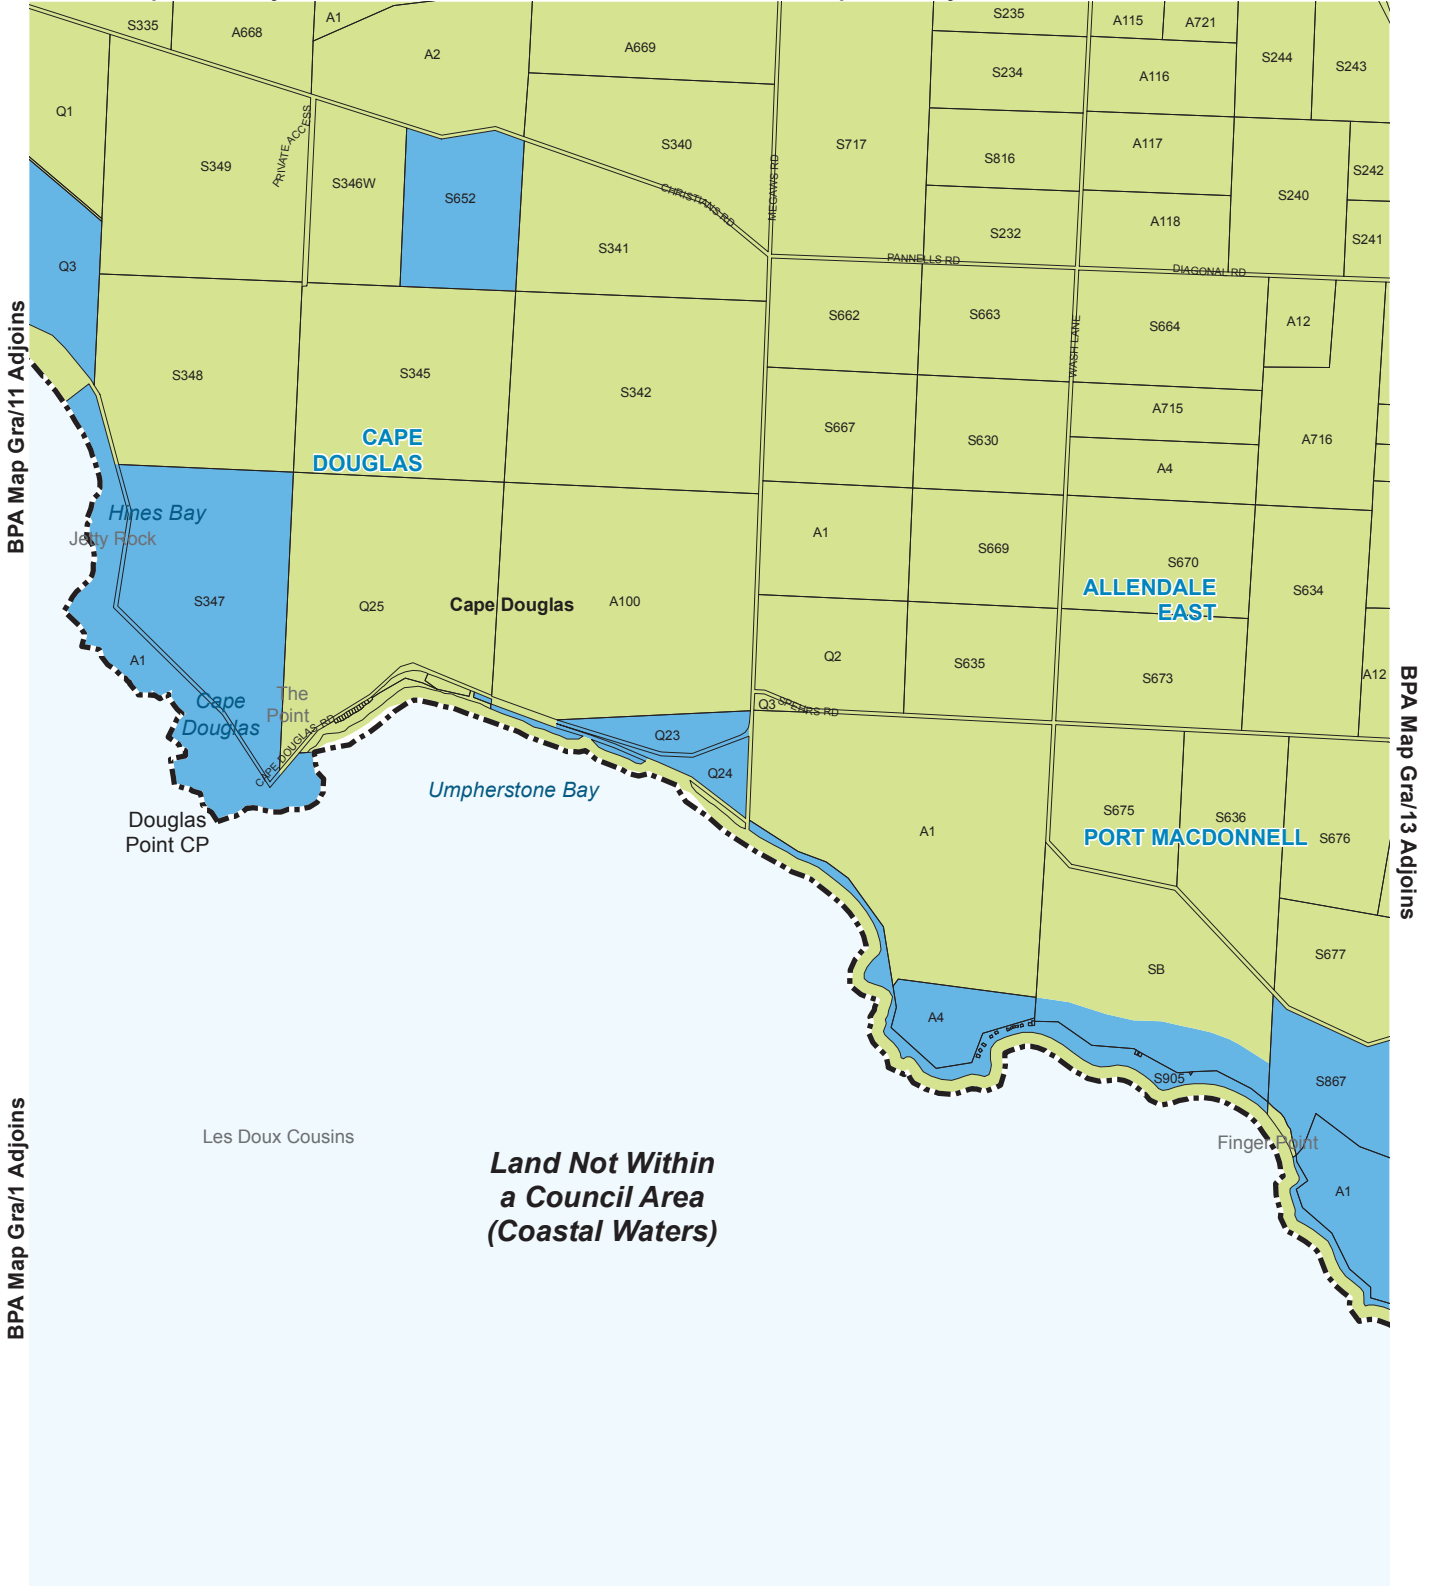 S335
A668
A1
A2
A669
S235
A115
A721
S244
S243
S234
A116
Q1
S349
PRIVATE ACCESS
S346W
S652
S340
S717
S816
A117
S242
S240
MEGAWS RD
CHRISTIANS RD
S341
S232
A118
S241
Q3
PANNELLS RD
DIAGONAL RD
S662
S663
WASH LANE
S664
A12
S348
S345
S342
S667
S630
A715
A716
A4
CAPE
DOUGLAS
BPA Map Gra/11 Adjoins
Hines Bay
Jetty Rock
A1
S669
S670
S634
ALLENDALE
EAST
S347
Q25
Cape Douglas
A100
A1
Q2
S635
S673
A12
Cape
Douglas
The
Point
CAPE DOUGLAS RD
Q3
SPEHRS RD
Q23
Q24
Umpherstone Bay
Douglas
Point CP
A1
S675
S636
S676
PORT MACDONNELL
BPA Map Gra/13 Adjoins
SB
S677
A4
S905
S867
Finger Point
A1
Les Doux Cousins
Land Not Within
a Council Area
(Coastal Waters)
BPA Map Gra/1 Adjoins